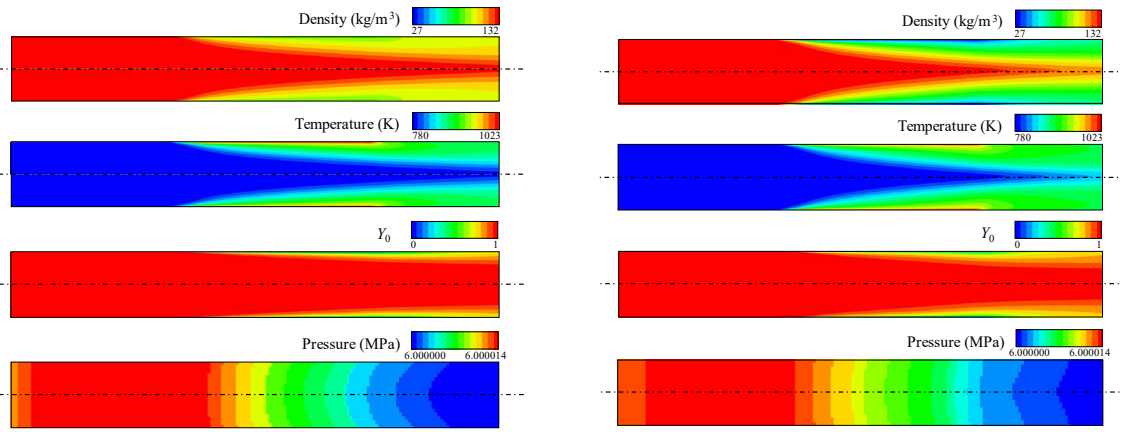 Density (kg/m³)
27 132
Temperature (K)
780 1023
Y₀
0 1
Pressure (MPa)
6.000000 6.000014
Density (kg/m³)
27 132
Temperature (K)
780 1023
Y₀
0 1
Pressure (MPa)
6.000000 6.000014